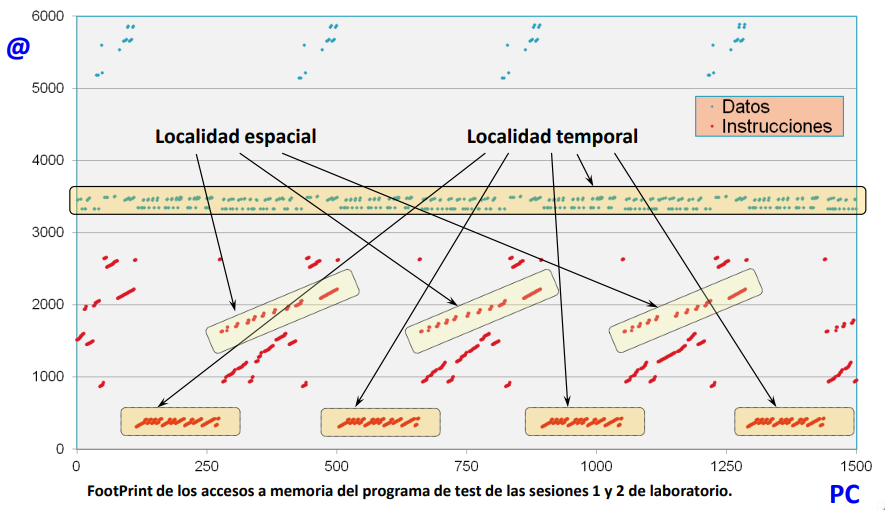 6000
@
5000
Datos
Instrucciones
Localidad espacial
Localidad temporal
4000
3000
2000
1000
0
0 250 500 750 1000 1250 1500
FootPrint de los accesos a memoria del programa de test de las sesiones 1 y 2 de laboratorio.
PC